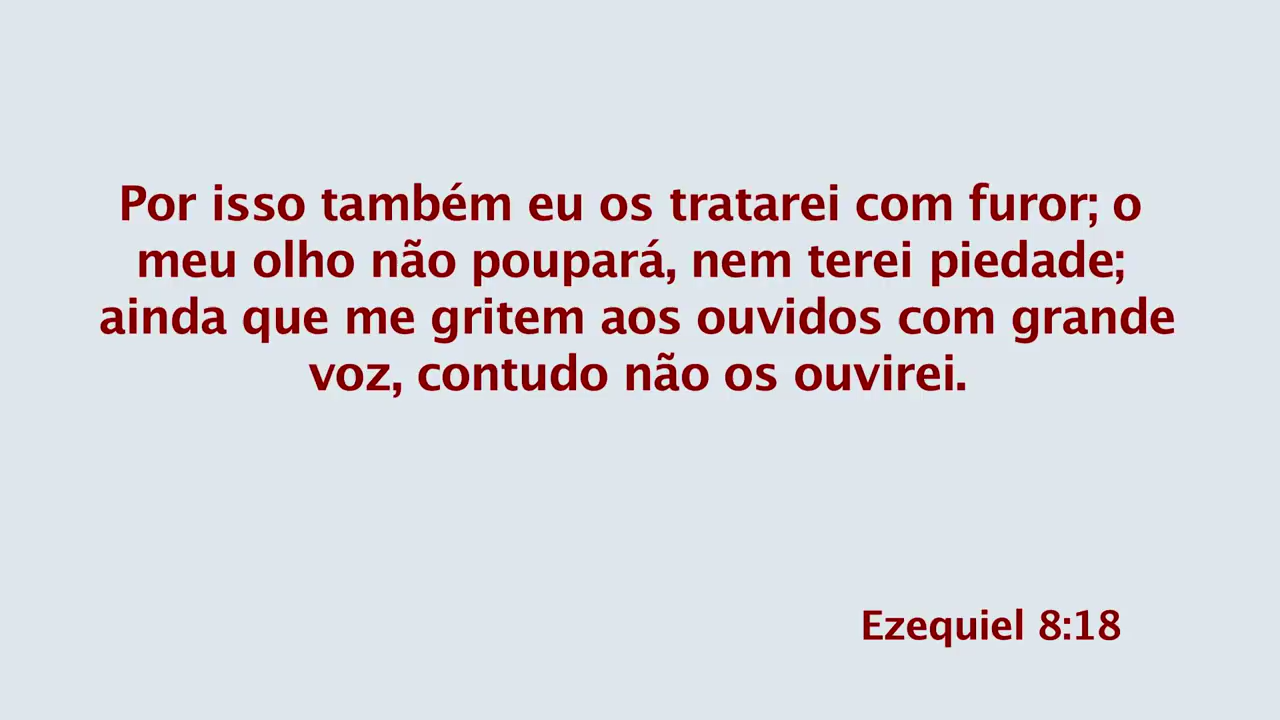 Por isso também eu os tratarei com furor; o
meu olho não poupará, nem terei piedade;
ainda que me gritem aos ouvidos com grande
voz, contudo não os ouvirei.
Ezequiel 8:18